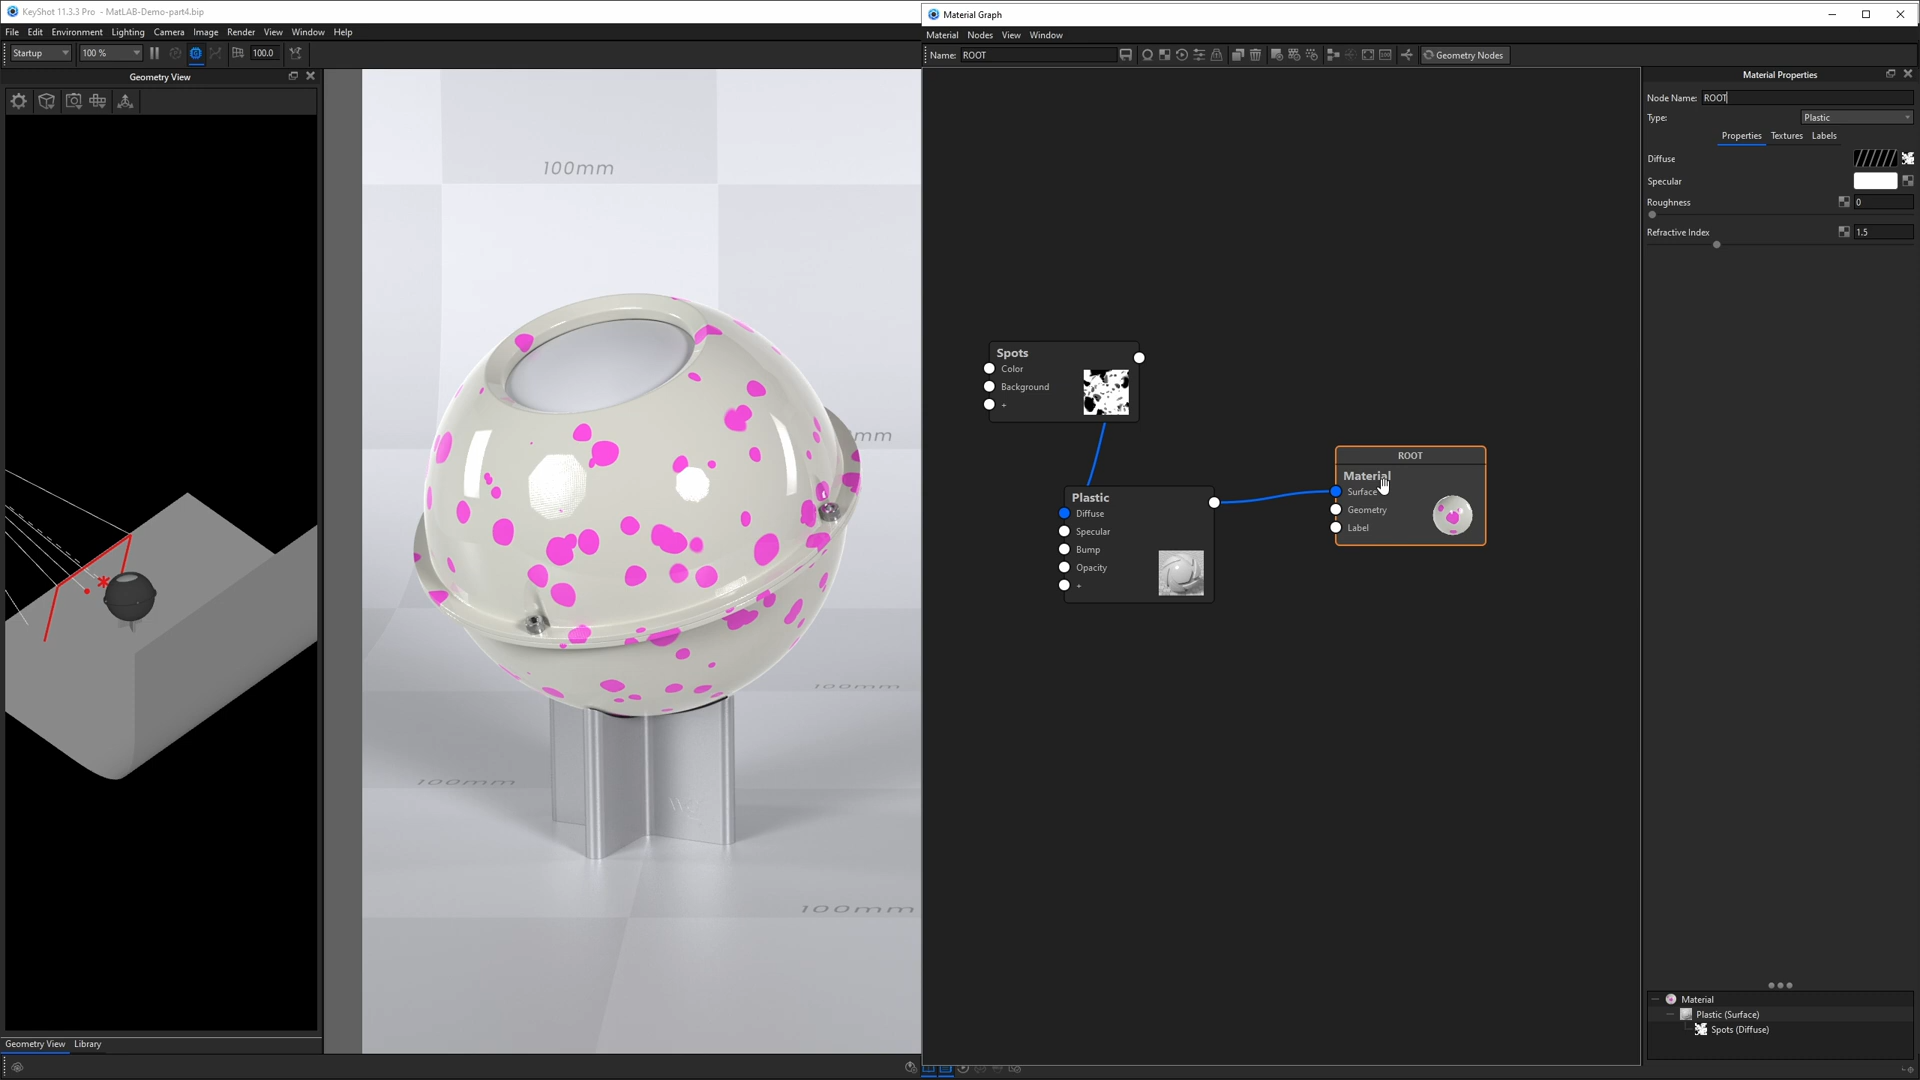 KeyShot 11.3.3 Pro - MatLAB-Demo-part4.bip
File Edit Environment Lighting Camera Image Render View Window Help
Startup 100 % 100.0
Geometry View
Geometry View Library
100mm
mm
100mm
100mm
100mm
Material Graph
Material Nodes View Window
Name: ROOT Geometry Nodes
Spots
Color
Background
+
Plastic
Diffuse
Specular
Bump
Opacity
+
ROOT
Material
Surface
Geometry
Label
Material Properties
Node Name: ROOT
Type: Plastic
Properties Textures Labels
Diffuse
Specular
Roughness 0
Refractive Index 1.5
Material
Plastic (Surface)
Spots (Diffuse)